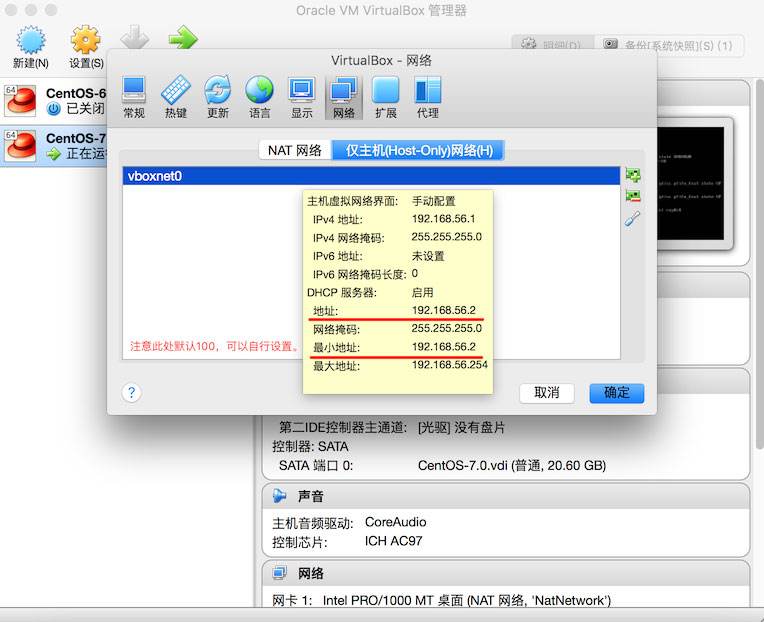 Oracle VM VirtualBox 管理器
新建(N)
设置(S)
明细(D)
备份[系统快照](S) (1)
64
CentOS-6
已关闭
64
CentOS-7
正在运
VirtualBox - 网络
常规
热键
更新
语言
显示
网络
扩展
代理
NAT 网络
仅主机(Host-Only)网络(H)
vboxnet0
主机虚拟网络界面: 手动配置
IPv4 地址: 192.168.56.1
IPv4 网络掩码: 255.255.255.0
IPv6 地址: 未设置
IPv6 网络掩码长度: 0
DHCP 服务器: 启用
地址: 192.168.56.2
网络掩码: 255.255.255.0
最小地址: 192.168.56.2
最大地址: 192.168.56.254
注意此处默认100，可以自行设置。
?
取消
确定
第二IDE控制器主通道: [光驱] 没有盘片
控制器: SATA
SATA 端口 0: CentOS-7.0.vdi (普通, 20.60 GB)
声音
主机音频驱动: CoreAudio
控制芯片: ICH AC97
网络
网卡 1: Intel PRO/1000 MT 桌面 (NAT 网络, 'NatNetwork')